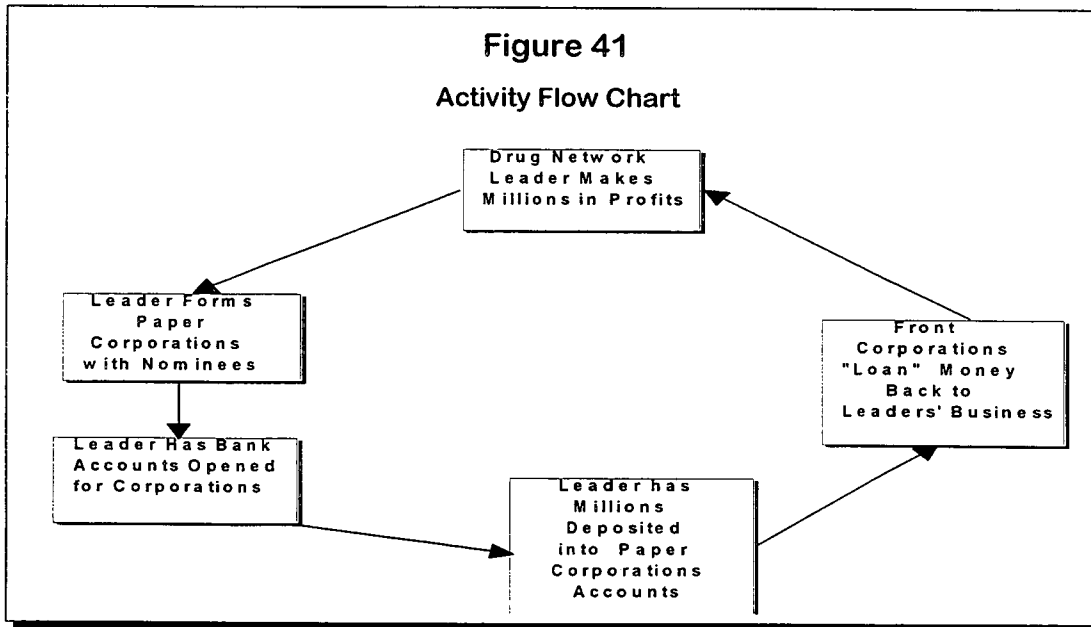 Figure 41
Activity Flow Chart
Drug Network
Leader Makes
Millions in Profits
Leader Forms
Paper
Corporations
with Nominees
Leader Has Bank
Accounts Opened
for Corporations
Leader has
Millions
Deposited
into Paper
Corporations
Accounts
Front
Corporations
"Loan" Money
Back to
Leaders' Business